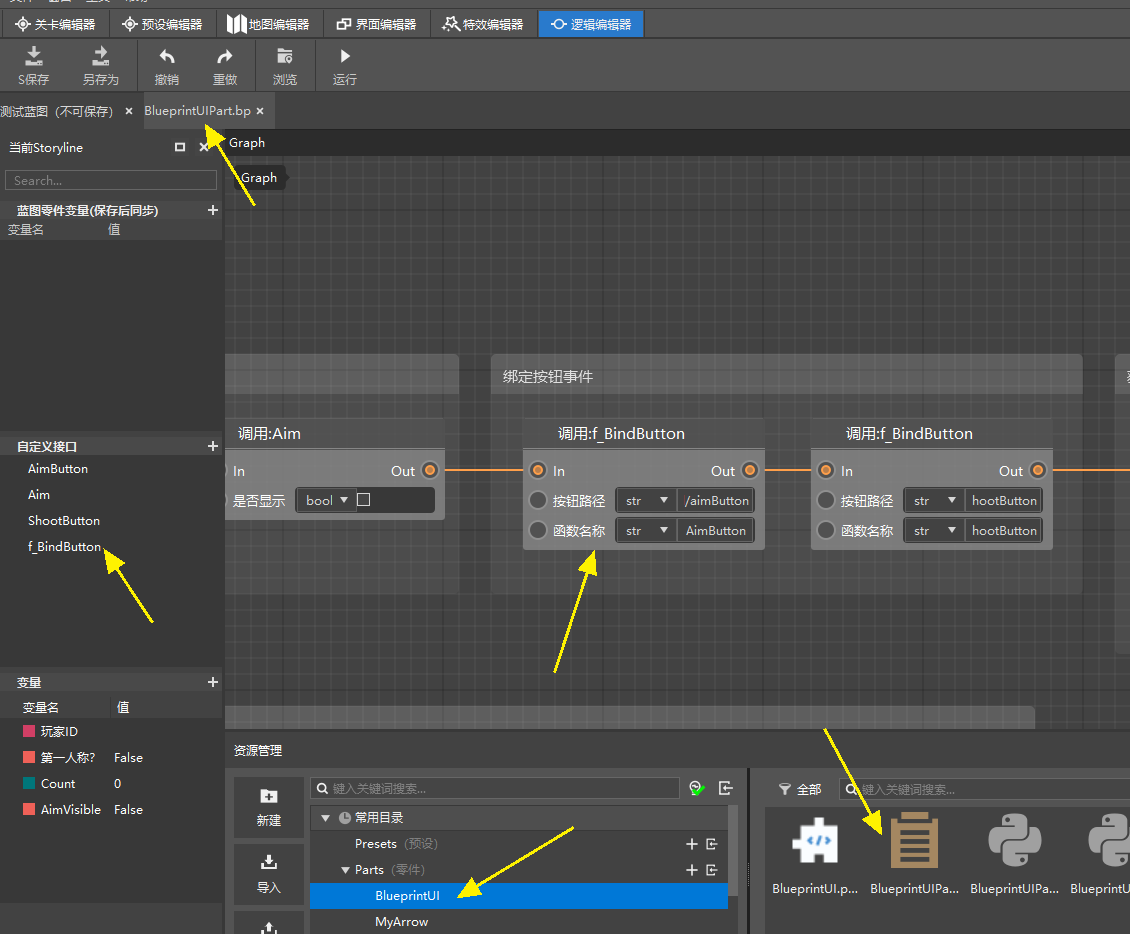 关卡编辑器 预设编辑器 地图编辑器 界面编辑器 特效编辑器 逻辑编辑器
S保存 另存为 撤销 重做 浏览 运行
测试蓝图（不可保存） × BlueprintUIPart.bp ×
当前Storyline
Graph
Graph
Search...
蓝图零件变量(保存后同步) +
变量名 值
绑定按钮事件
自定义接口 +
AimButton
Aim
ShootButton
f_BindButton
调用:Aim
In Out
是否显示 bool
调用:f_BindButton
In Out
按钮路径 str /aimButton
函数名称 str AimButton
调用:f_BindButton
In Out
按钮路径 str hootButton
函数名称 str hootButton
变量 +
变量名 值
玩家ID
第一人称? False
Count 0
AimVisible False
资源管理
新建
导入
键入关键词搜索...
常用目录
Presets (预设)
Parts (零件)
BlueprintUI
MyArrow
全部 键入关键词搜索...
BlueprintUI.p... BlueprintUIPa... BlueprintUIPa... BlueprintU